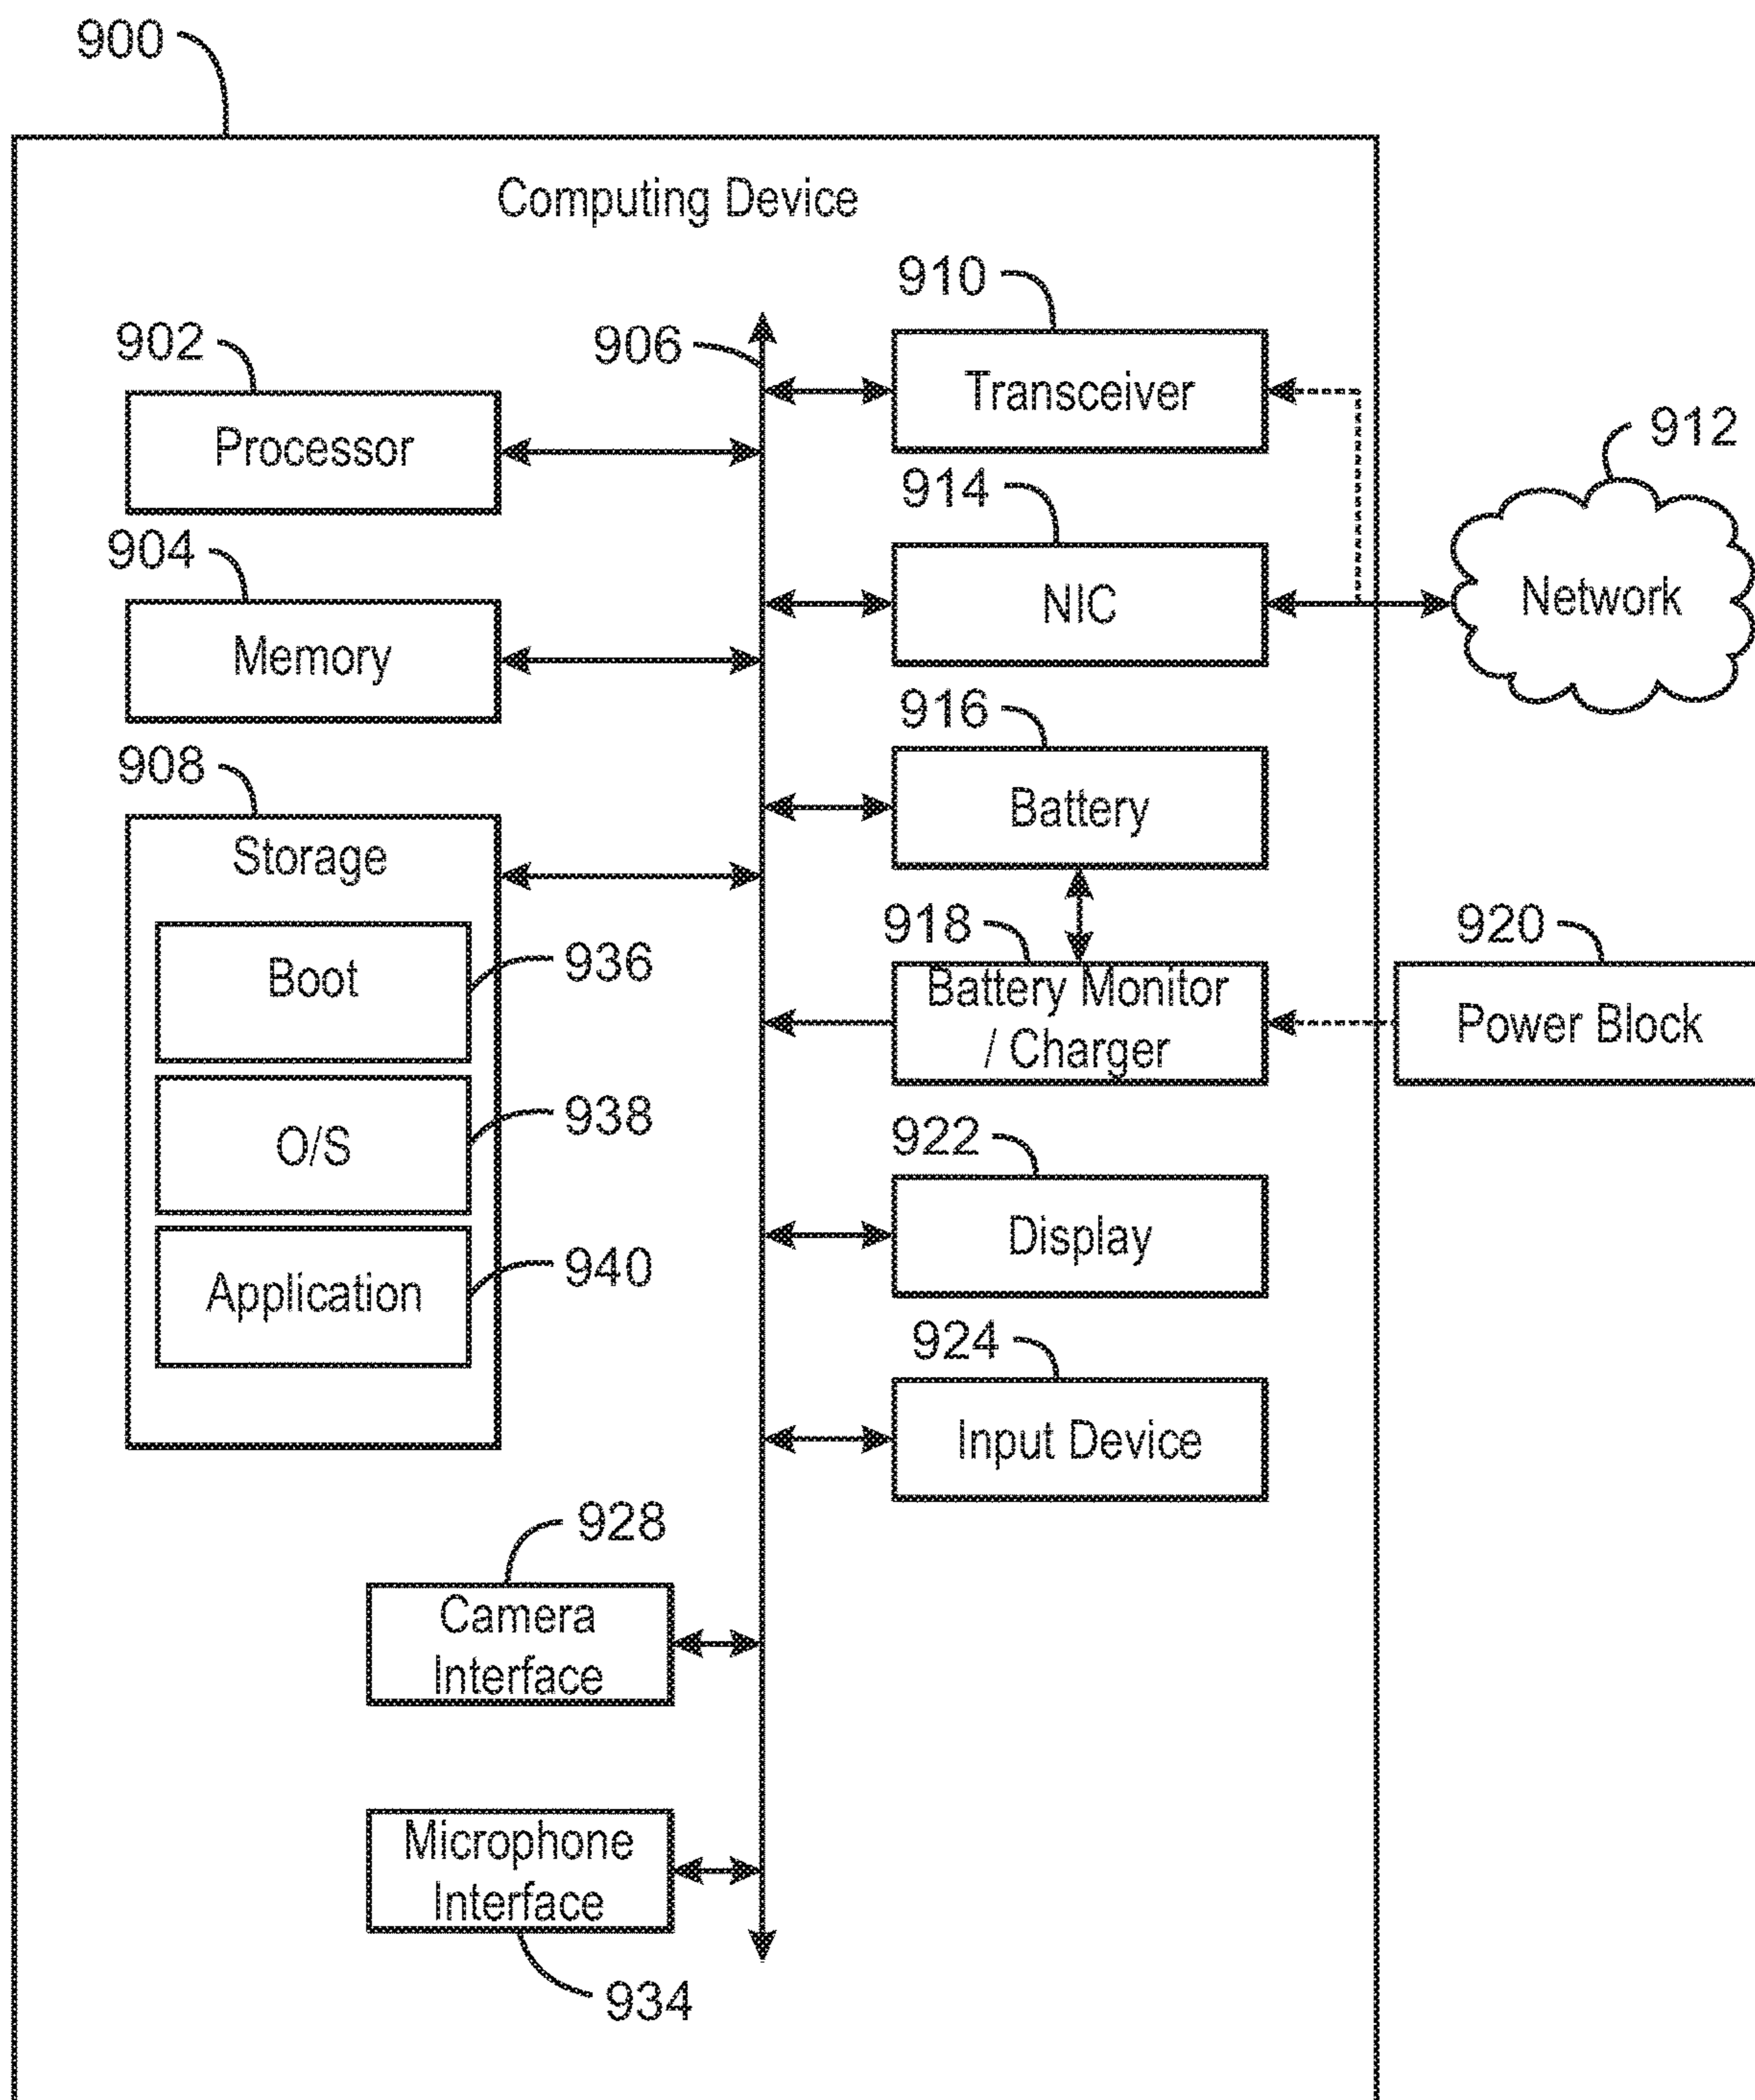 900
Computing Device
910
902
906
Transceiver
Processor
912
914
904
NIC
Network
Memory
916
908
Battery
Storage
918
920
Boot
936
Battery Monitor
/ Charger
Power Block
938
O/S
922
Display
940
Application
924
Input Device
928
Camera
Interface
Microphone
Interface
934